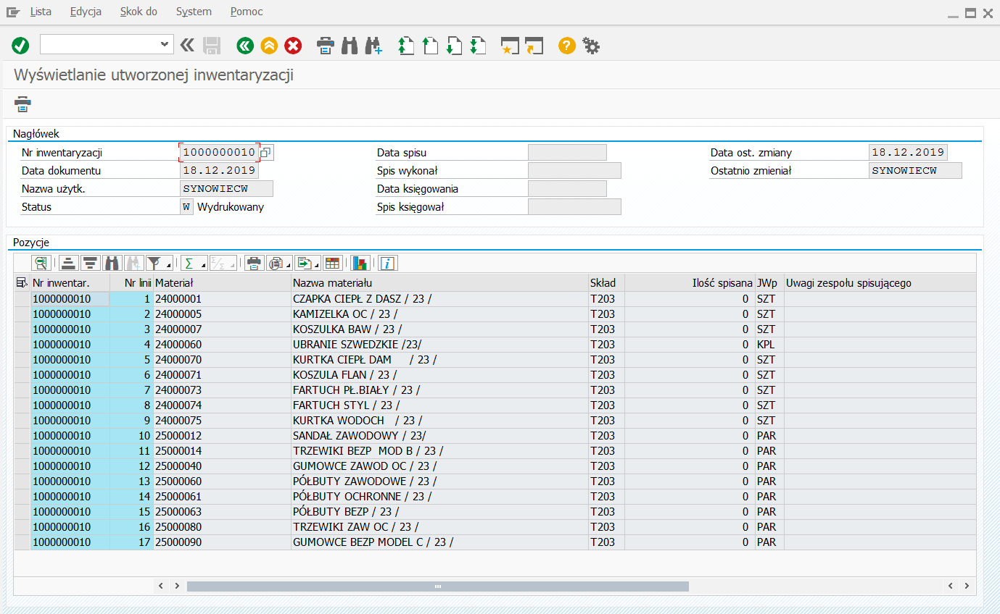 Lista Edycja Skok do System Pomoc
Wyświetlanie utworzonej inwentaryzacji
Nagłówek
Nr inwentaryzacji 1000000010 Data spisu Data ost. zmiany 18.12.2019
Data dokumentu 18.12.2019 Spis wykonał Ostatnio zmieniał SYNOWIECW
Nazwa użytk. SYNOWIECW Data księgowania
Status W Wydrukowany Spis księgował
Pozycje
Nr inwentar. Nr linii Materiał Nazwa materiału Skład Ilość spisana JWp Uwagi zespołu spisującego
1000000010 1 24000001 CZAPKA CIEPŁ Z DASZ / 23 / T203 0 SZT
1000000010 2 24000005 KAMIZELKA OC / 23 / T203 0 SZT
1000000010 3 24000007 KOSZULKA BAW / 23 / T203 0 SZT
1000000010 4 24000060 UBRANIE SZWEDZKIE /23/ T203 0 KPL
1000000010 5 24000070 KURTKA CIEPŁ DAM / 23 / T203 0 SZT
1000000010 6 24000071 KOSZULA FLAN / 23 / T203 0 SZT
1000000010 7 24000073 FARTUCH PŁ.BIAŁY / 23 / T203 0 SZT
1000000010 8 24000074 FARTUCH STYL / 23 / T203 0 SZT
1000000010 9 24000075 KURTKA WODOCH / 23 / T203 0 SZT
1000000010 10 25000012 SANDAŁ ZAWODOWY / 23/ T203 0 PAR
1000000010 11 25000014 TRZEWIKI BEZP MOD B / 23 / T203 0 PAR
1000000010 12 25000040 GUMOWCE ZAWOD OC / 23 / T203 0 PAR
1000000010 13 25000060 PÓŁBUTY ZAWODOWE / 23 / T203 0 PAR
1000000010 14 25000061 PÓŁBUTY OCHRONNE / 23 / T203 0 PAR
1000000010 15 25000063 PÓŁBUTY BEZP / 23 / T203 0 PAR
1000000010 16 25000080 TRZEWIKI ZAW OC / 23 / T203 0 PAR
1000000010 17 25000090 GUMOWCE BEZP MODEL C / 23 / T203 0 PAR